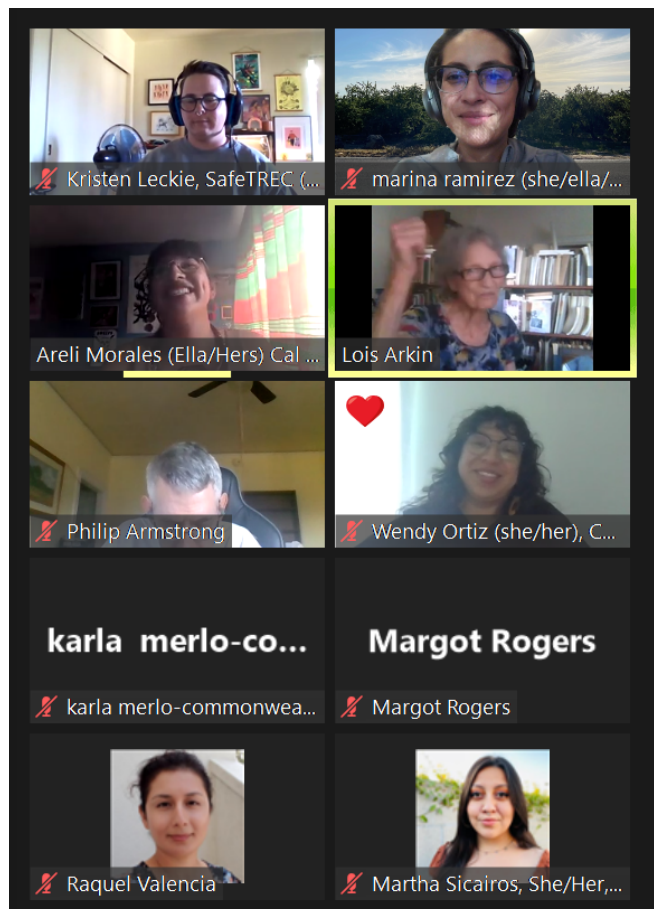 Kristen Leckie, SafeTREC (...
marina ramirez (she/ella/...
Areli Morales (Ella/Hers) Cal ...
Lois Arkin
Philip Armstrong
Wendy Ortiz (she/her), C...
karla merlo-co...
Margot Rogers
karla merlo-commonwea...
Margot Rogers
Raquel Valencia
Martha Sicairos, She/Her,...